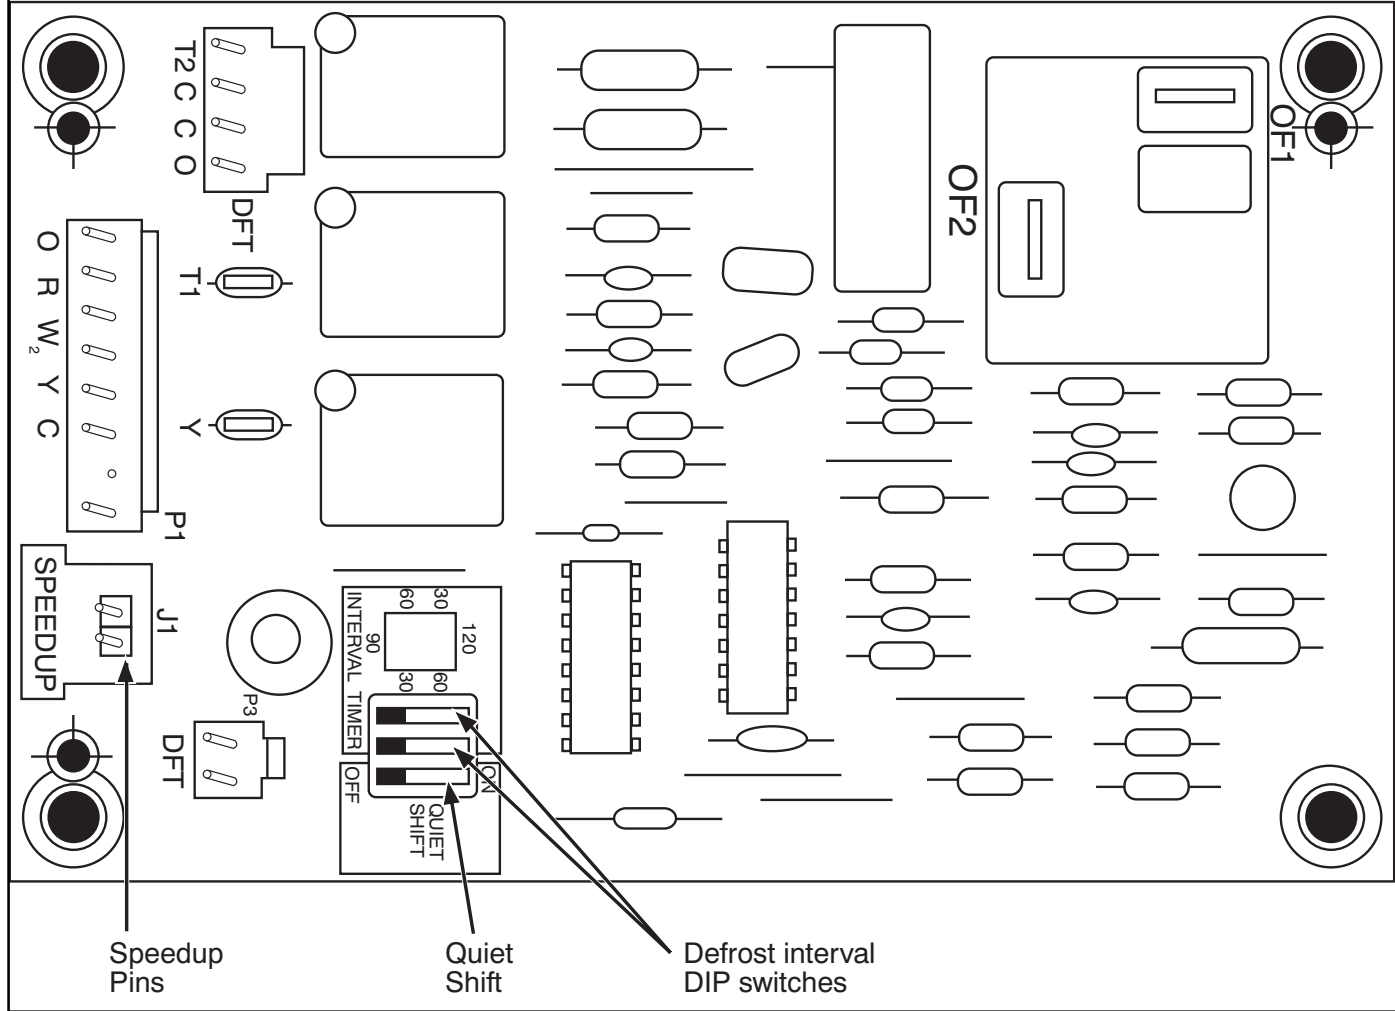 T2 C C O
DFT
T1
Y
O R W2 Y C
P1
OF1
OF2
SPEEDUP
J1
P3
DFT
INTERVAL TIMER
60 30
90 120
30 60
OFF
ON
QUIET
SHIFT
Speedup
Pins
Quiet
Shift
Defrost interval
DIP switches